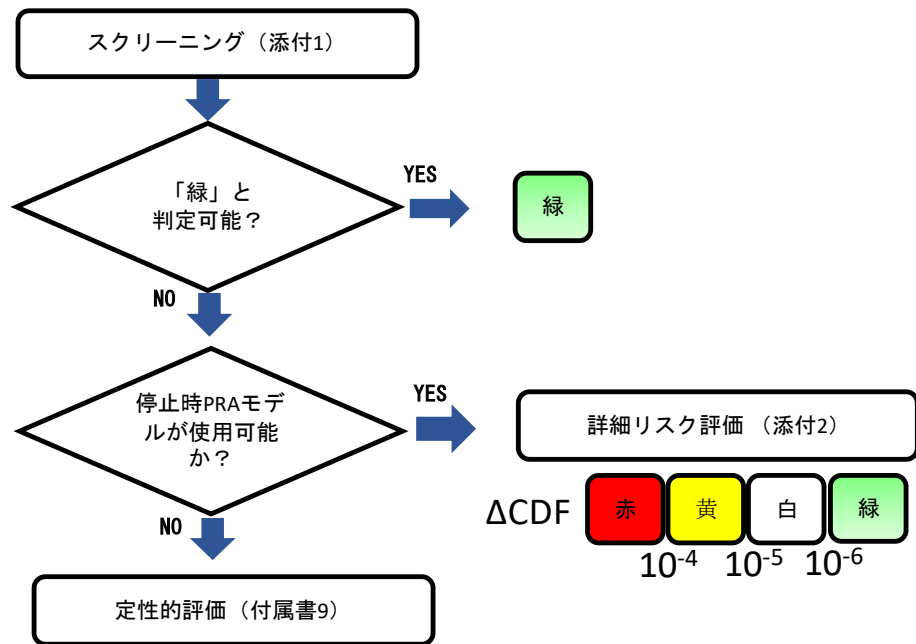 スクリーニング（添付1）
「緑」と
判定可能？
YES
緑
NO
停止時PRAモデ
ルが使用可能
か？
YES
詳細リスク評価 （添付2）
ΔCDF
赤
黄
白
緑
10-4
10-5
10-6
NO
定性的評価（付属書9）